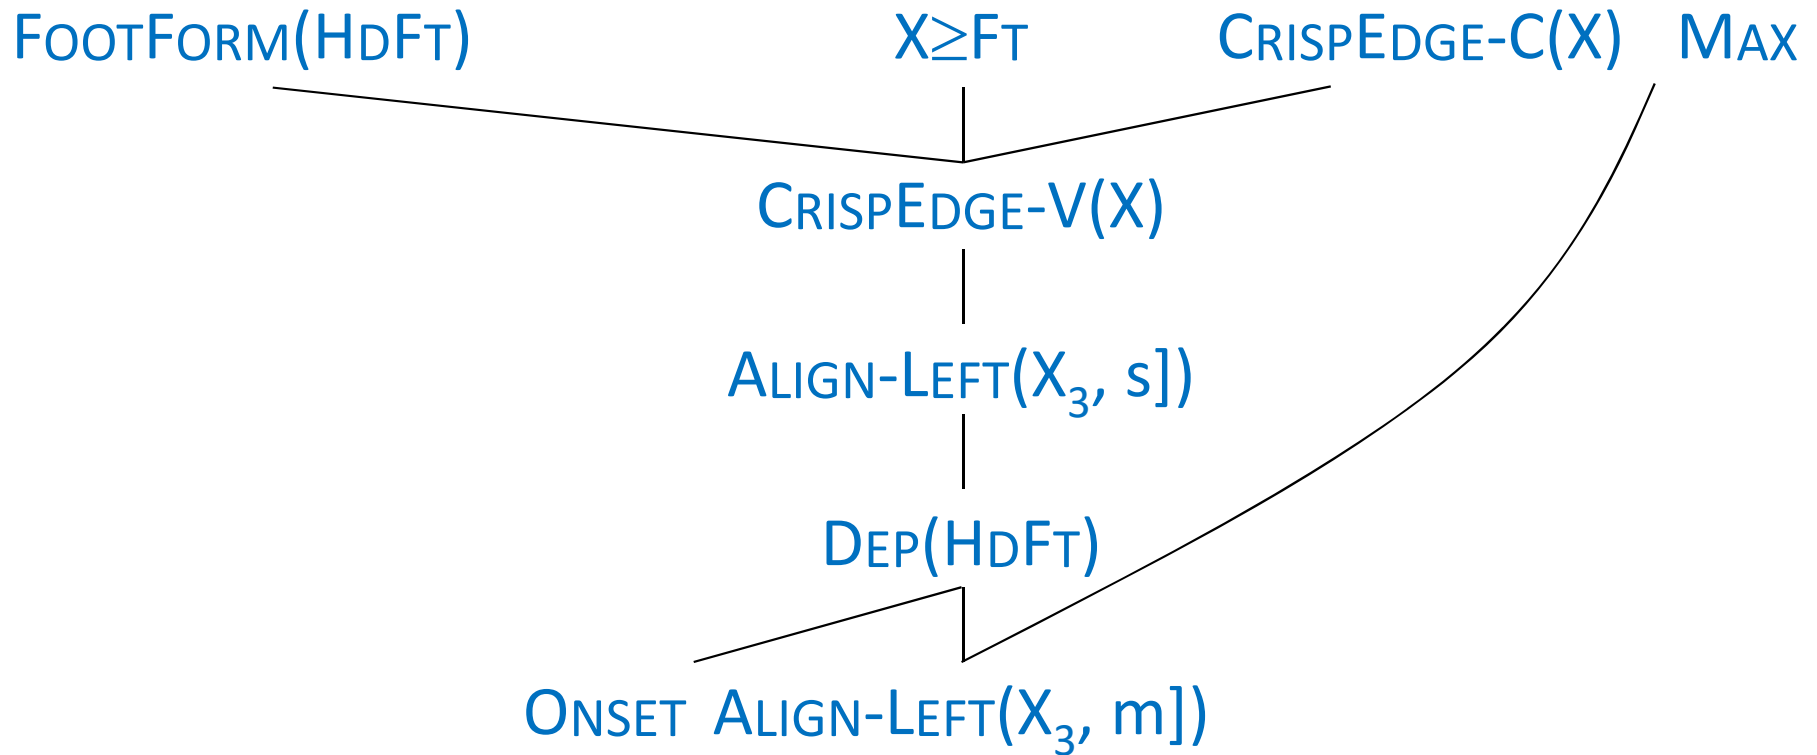 FOOTFORM(HDFT) X≥FT CRISPEDGE-C(X) MAX
CRISPEDGE-V(X)
ALIGN-LEFT(X₃, s])
DEP(HDFT)
ONSET ALIGN-LEFT(X₃, m])